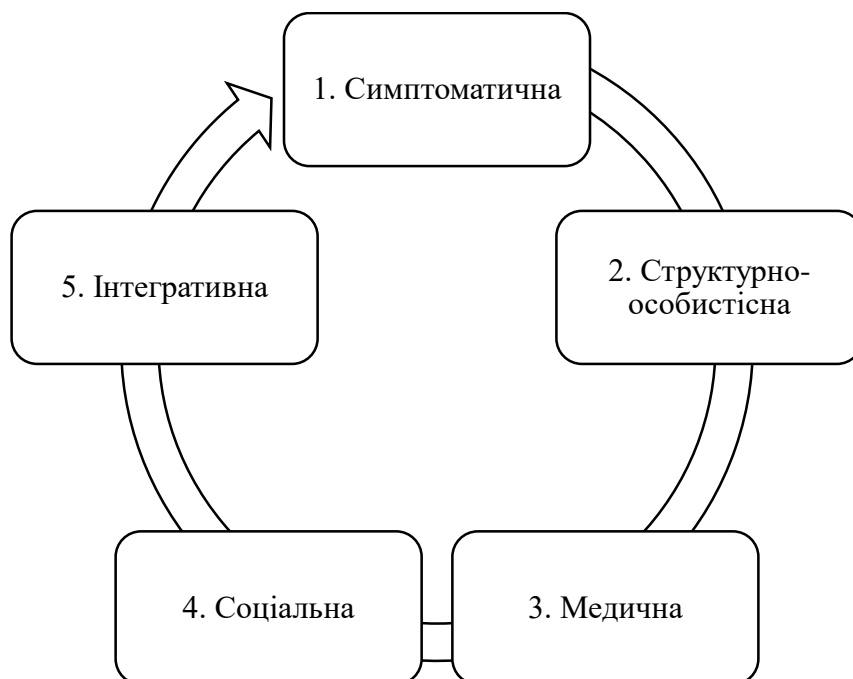 1. Симптоматична
2. Структурно-
особистісна
3. Медична
4. Соціальна
5. Інтегративна